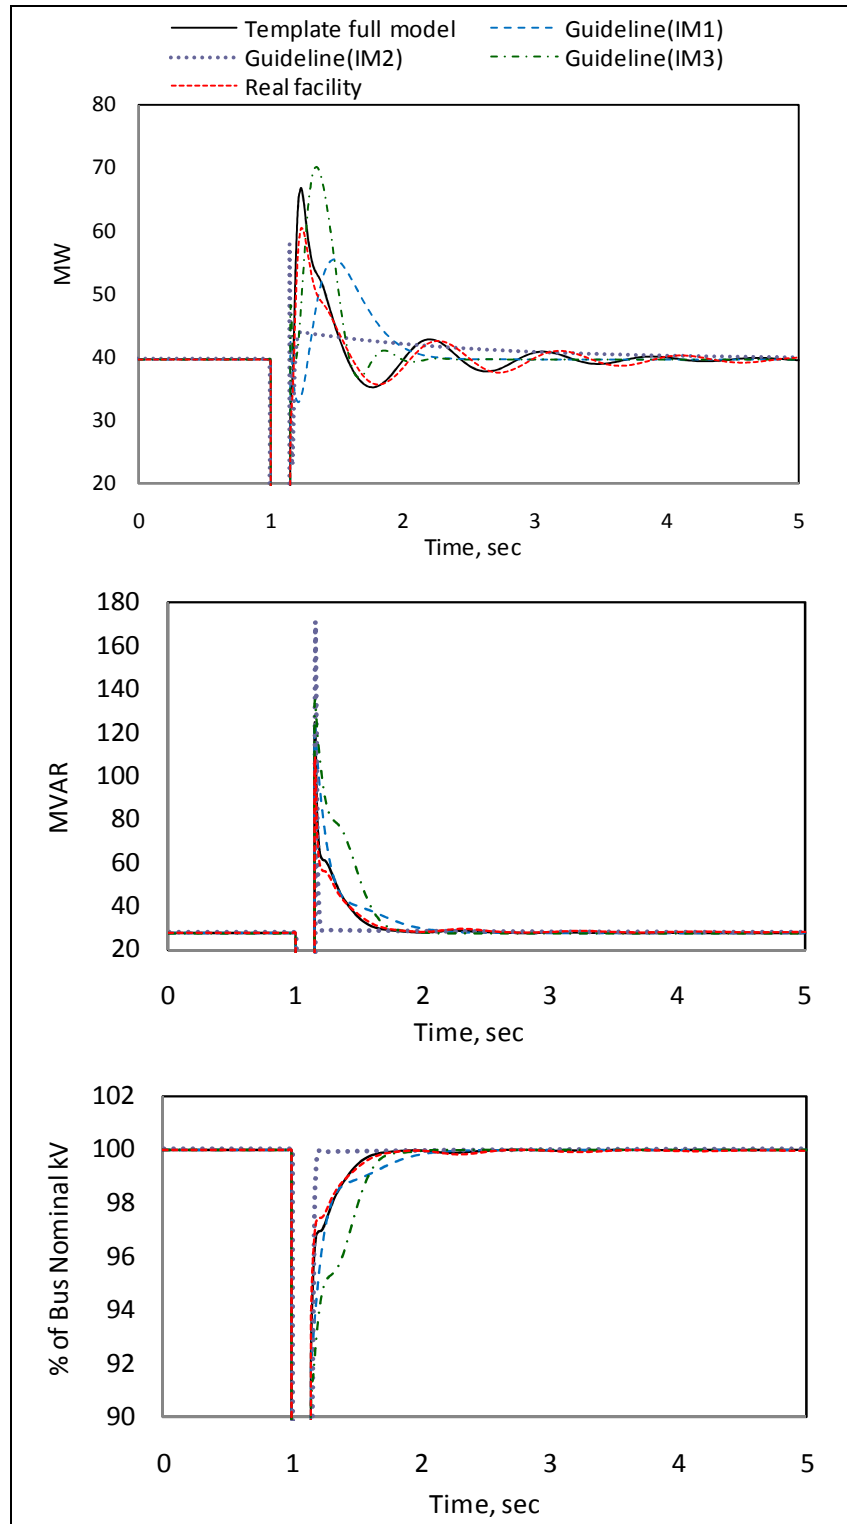 Template full model Guideline(IM1)
Guideline(IM2) Guideline(IM3)
Real facility
80
70
60
50
40
30
20
MW
0 1 2 3 4 5
Time, sec
180
160
140
120
100
80
60
40
20
MVAR
0 1 2 3 4 5
Time, sec
102
100
98
96
94
92
90
% of Bus Nominal kV
0 1 2 3 4 5
Time, sec